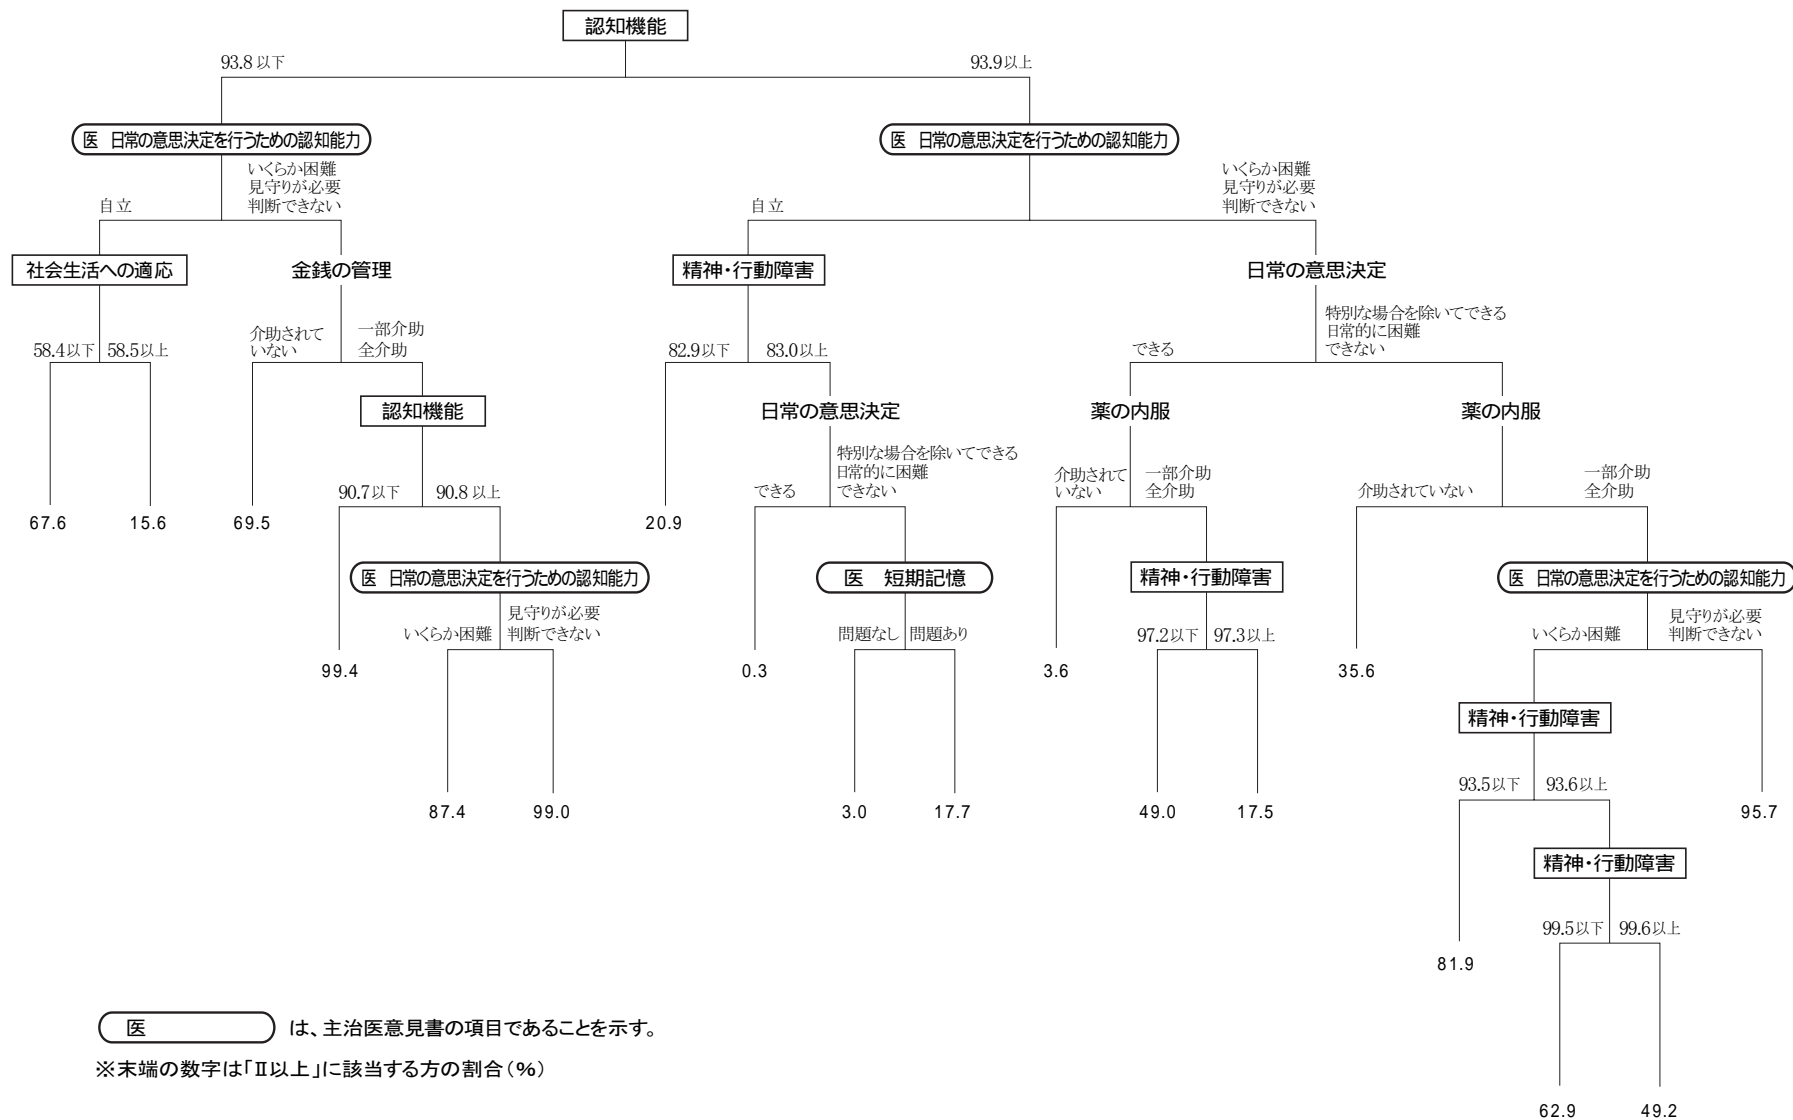 認知機能
93.8以下
93.9以上
医 日常の意思決定を行うための認知能力
医 日常の意思決定を行うための認知能力
自立
いくらか困難
見守りが必要
判断できない
自立
いくらか困難
見守りが必要
判断できない
社会生活への適応
金銭の管理
精神・行動障害
日常の意思決定
58.4以下
58.5以上
介助されて
いない
一部介助
全介助
82.9以下
83.0以上
できる
特別な場合を除いてできる
日常的に困難
できない
認知機能
日常の意思決定
薬の内服
薬の内服
67.6
15.6
69.5
90.7以下
90.8以上
20.9
できる
特別な場合を除いてできる
日常的に困難
できない
介助されて
いない
一部介助
全介助
介助されていない
一部介助
全介助
医 日常の意思決定を行うための認知能力
医 短期記憶
精神・行動障害
医 日常の意思決定を行うための認知能力
99.4
いくらか困難
見守りが必要
判断できない
0.3
問題なし
問題あり
3.6
97.2以下
97.3以上
35.6
いくらか困難
見守りが必要
判断できない
精神・行動障害
87.4
99.0
3.0
17.7
49.0
17.5
93.5以下
93.6以上
95.7
精神・行動障害
81.9
99.5以下
99.6以上
62.9
49.2
医 は、主治医意見書の項目であることを示す。
※末端の数字は「Ⅱ以上」に該当する方の割合(%)